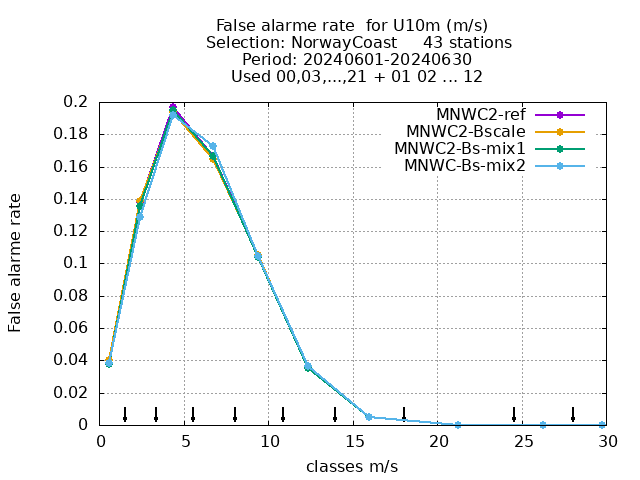 False alarme rate  for U10m (m/s)
Selection: NorwayCoast     43 stations
Period: 20240601-20240630
Used 00,03,...,21 + 01 02 ... 12
MNWC2-ref
MNWC2-Bscale
MNWC2-Bs-mix1
MNWC-Bs-mix2
False alarme rate
0.2
0.18
0.16
0.14
0.12
0.1
0.08
0.06
0.04
0.02
0
0 5 10 15 20 25 30
classes m/s